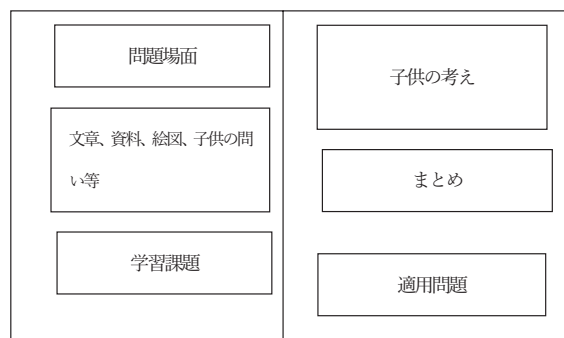 問題場面
文章、資料、絵図、子供の問
い等
学習課題
子供の考え
まとめ
適用問題